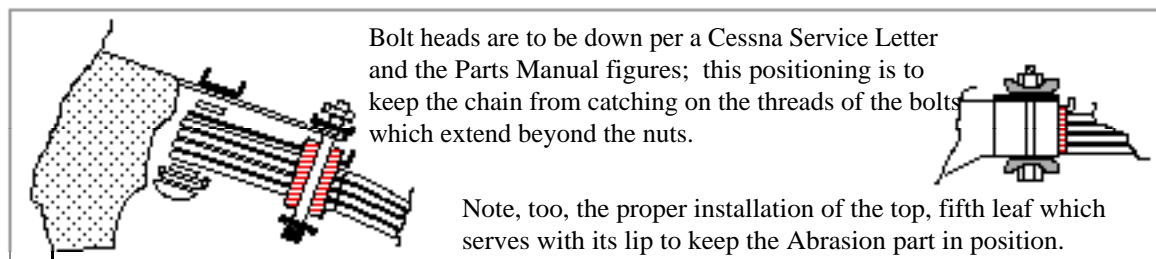 Bolt heads are to be down per a Cessna Service Letter
and the Parts Manual figures;  this positioning is to
keep the chain from catching on the threads of the bolts
which extend beyond the nuts.
Note, too, the proper installation of the top, fifth leaf which
serves with its lip to keep the Abrasion part in position.